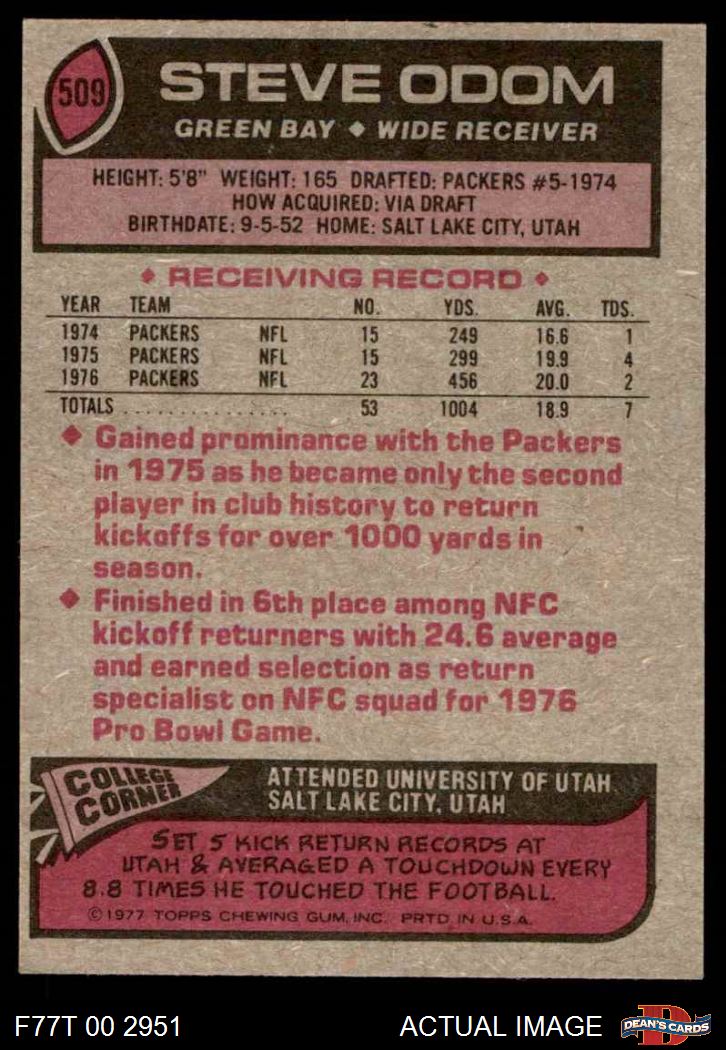 509
STEVE ODOM
GREEN BAY ◆ WIDE RECEIVER
HEIGHT: 5'8" WEIGHT: 165 DRAFTED: PACKERS #5-1974
HOW ACQUIRED: VIA DRAFT
BIRTHDATE: 9-5-52 HOME: SALT LAKE CITY, UTAH
◆ RECEIVING RECORD ◆
YEAR TEAM NO. YDS. AVG. TDS.
1974 PACKERS NFL 15 249 16.6 1
1975 PACKERS NFL 15 299 19.9 4
1976 PACKERS NFL 23 456 20.0 2
TOTALS . . . . . . . . . . . . . . . 53 1004 18.9 7
◆ Gained prominance with the Packers
in 1975 as he became only the second
player in club history to return
kickoffs for over 1000 yards in
season.
◆ Finished in 6th place among NFC
kickoff returners with 24.6 average
and earned selection as return
specialist on NFC squad for 1976
Pro Bowl Game.
COLLEGE
CORNER
ATTENDED UNIVERSITY OF UTAH,
SALT LAKE CITY, UTAH
SET 5 KICK RETURN RECORDS AT
UTAH & AVERAGED A TOUCHDOWN EVERY
8.8 TIMES HE TOUCHED THE FOOTBALL.
©1977 TOPPS CHEWING GUM, INC. PRTD. IN U.S.A.
F77T 00 2951 ACTUAL IMAGE
D
DEAN'S CARDS